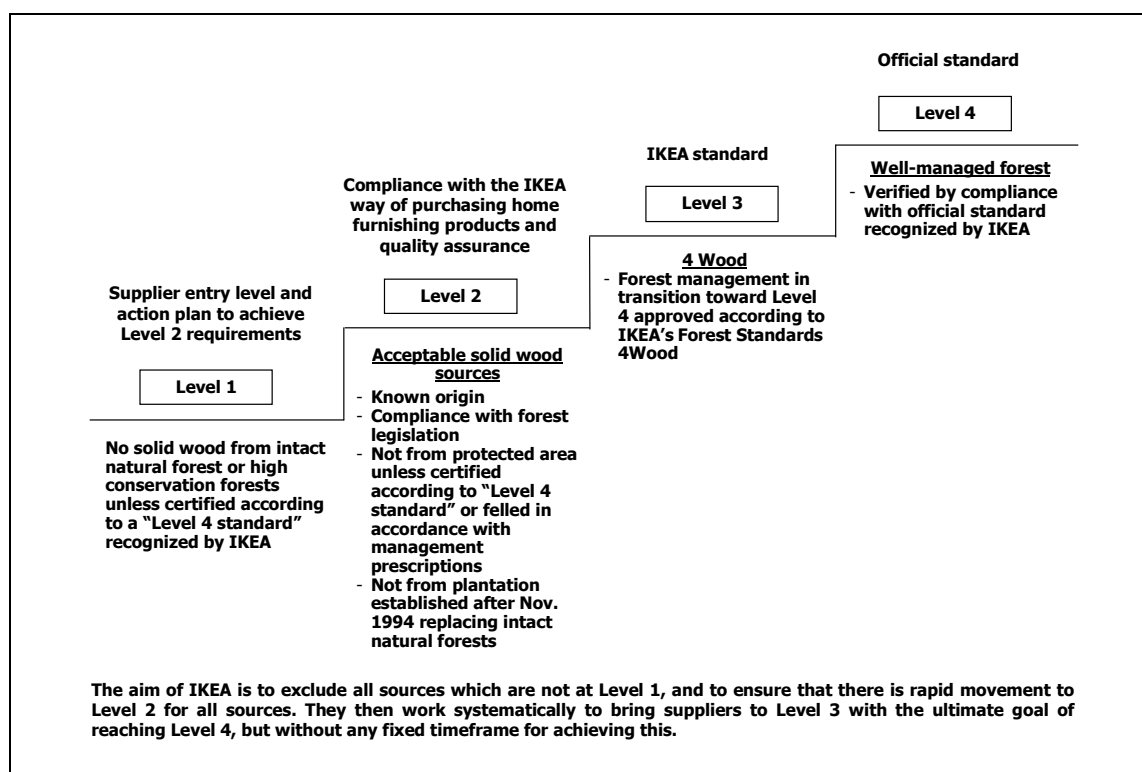 Supplier entry level and
action plan to achieve
Level 2 requirements
Level 1
No solid wood from intact
natural forest or high
conservation forests
unless certified according
to a “Level 4 standard”
recognized by IKEA
Compliance with the IKEA
way of purchasing home
furnishing products and
quality assurance
Level 2
Acceptable solid wood
sources
- Known origin
- Compliance with forest
legislation
- Not from protected area
unless certified
according to “Level 4
standard” or felled in
accordance with
management
prescriptions
- Not from plantation
established after Nov.
1994 replacing intact
natural forests
IKEA standard
Level 3
4 Wood
- Forest management in
transition toward Level
4 approved according to
IKEA’s Forest Standards
4Wood
Official standard
Level 4
Well-managed forest
- Verified by compliance
with official standard
recognized by IKEA
The aim of IKEA is to exclude all sources which are not at Level 1, and to ensure that there is rapid movement to
Level 2 for all sources. They then work systematically to bring suppliers to Level 3 with the ultimate goal of
reaching Level 4, but without any fixed timeframe for achieving this.